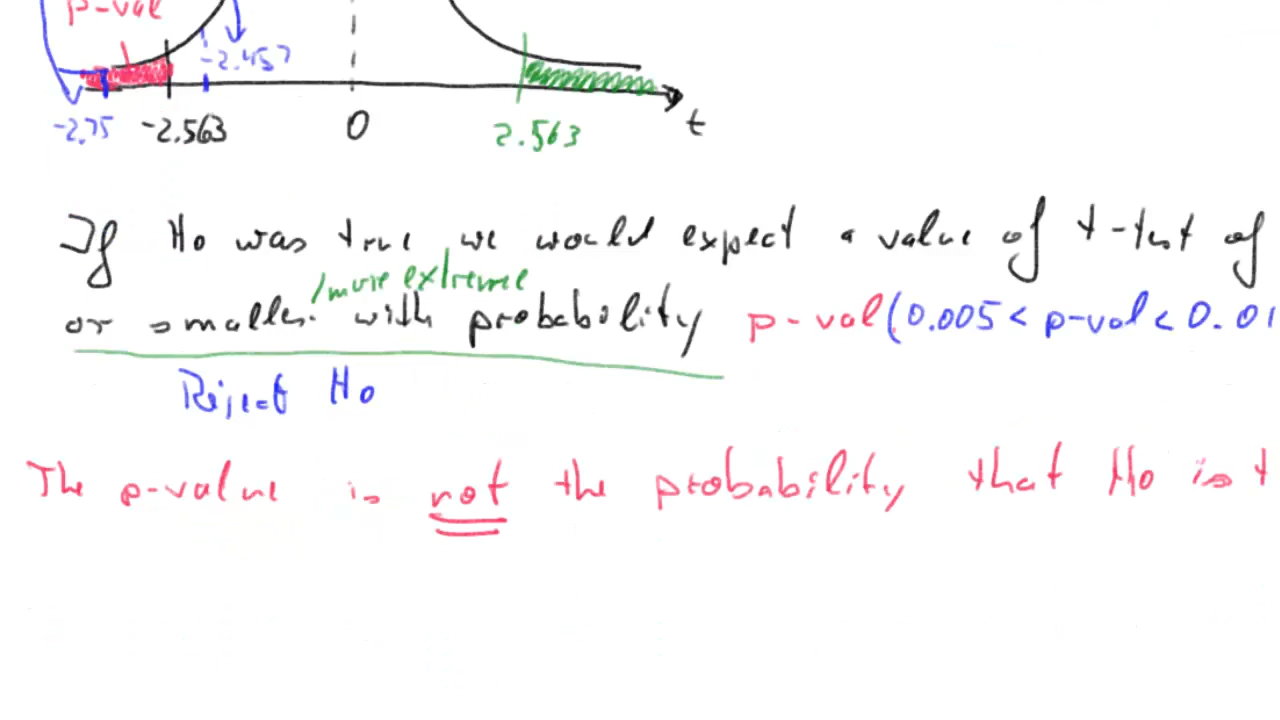 p-val
-2.457
-2.75 -2.563 0 2.563 t
If Ho was true we would expect a value of t-test of
/more extreme
or smaller with probability p-val (0.005 < p-val < 0.01
Reject Ho
The p-value is not the probability that Ho is t